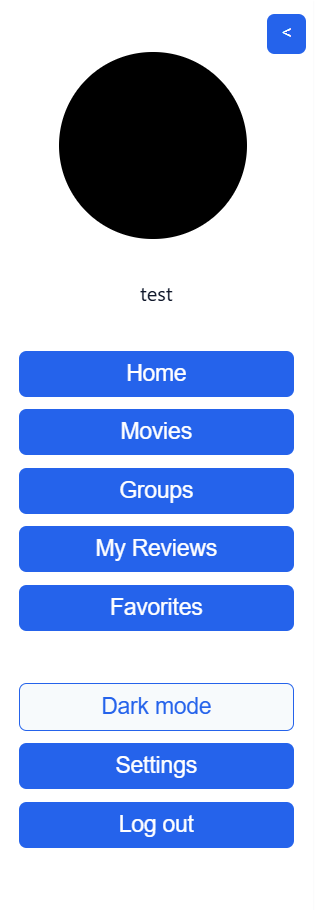 <
test
Home
Movies
Groups
My Reviews
Favorites
Dark mode
Settings
Log out